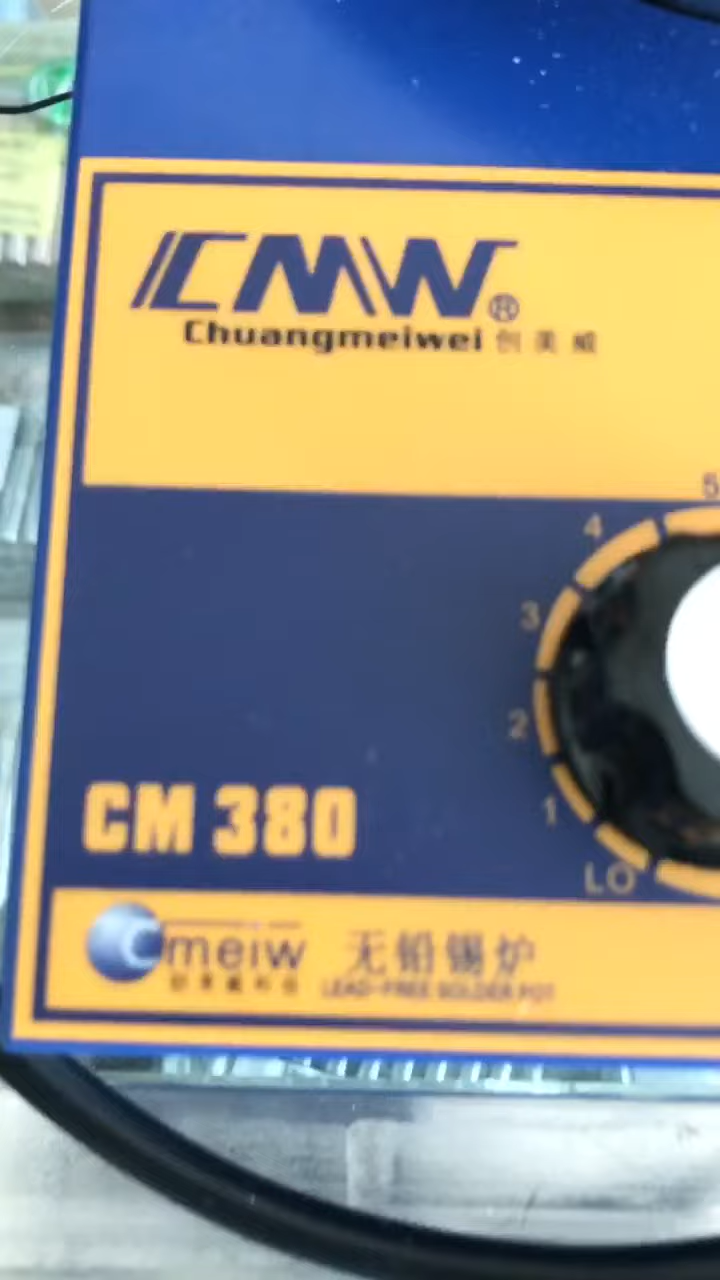 CMW®
Chuangmeiwei 创美威
5
4
3
2
1
LO
CM 380
Cmeiw 无铅锡炉
LEAD-FREE SOLDER POT